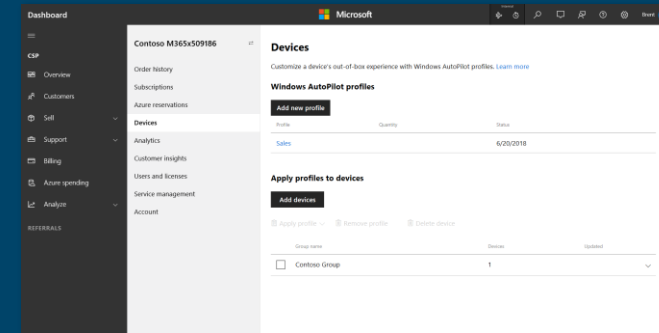 Dashboard
Microsoft
Brent
CSP
Overview
Customers
Sell
Support
Billing
Azure spending
Analyze
REFERRALS
Contoso M365x509186
Order history
Subscriptions
Azure reservations
Devices
Analytics
Customer insights
Users and licenses
Service management
Account
Devices
Customize a device's out-of-box experience with Windows AutoPilot profiles. Learn more
Windows AutoPilot profiles
Add new profile
Profile Quantity Status
Sales 6/20/2018
Apply profiles to devices
Add devices
Apply profile Remove profile Delete device
Group name Devices Updated
Contoso Group 1